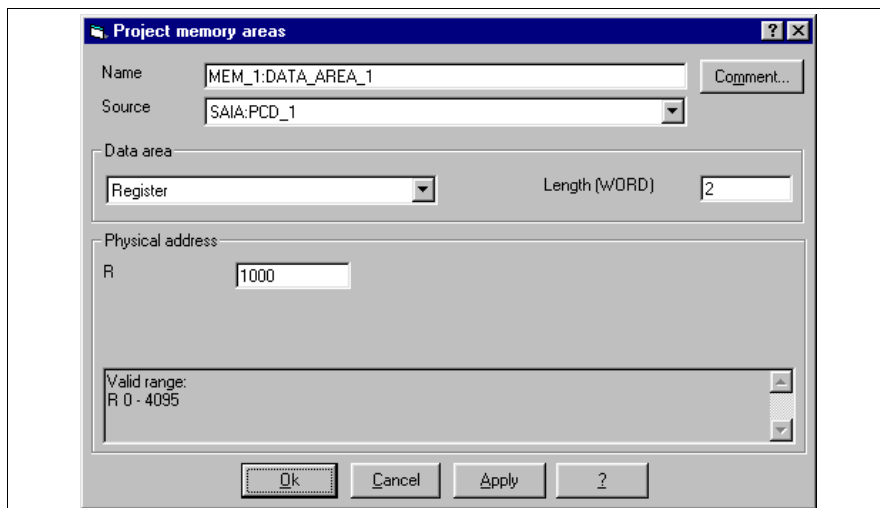 Project memory areas
Name MEM_1:DATA_AREA_1 Comment...
Source SAIA:PCD_1
Data area
Register Length (WORD) 2
Physical address
R 1000
Valid range:
R 0 - 4095
Ok Cancel Apply ?